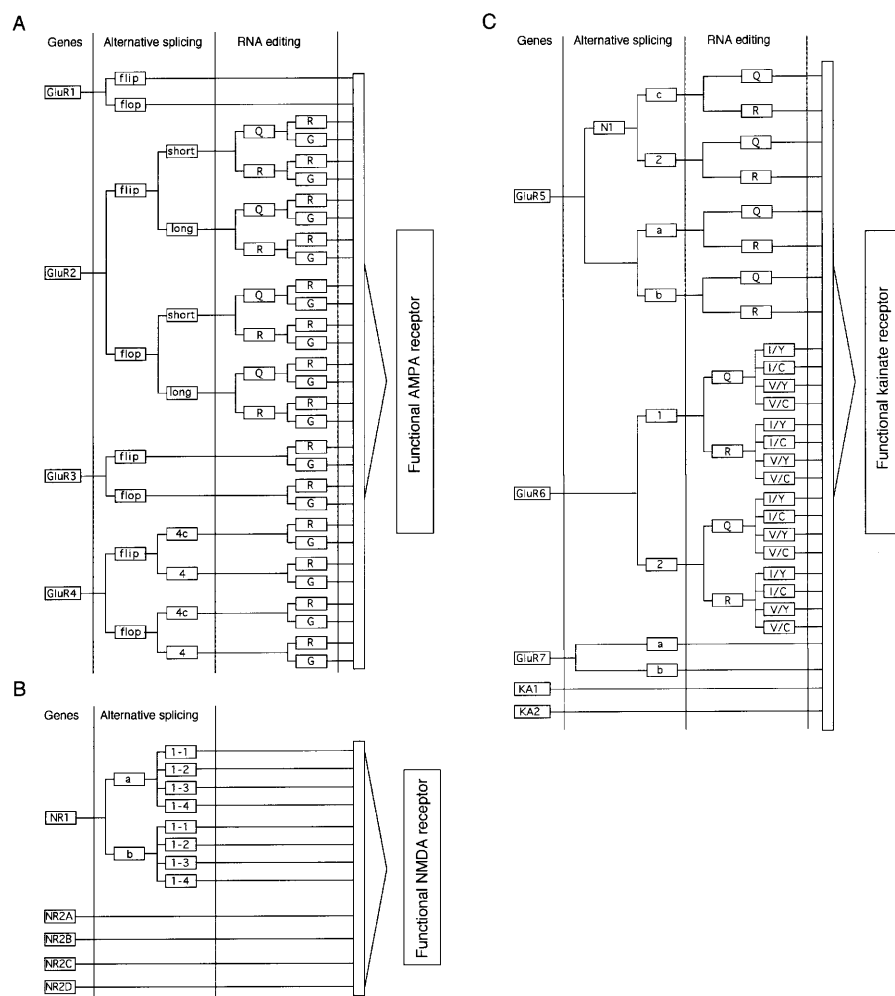 A
Genes Alternative splicing RNA editing
GluR1
flip
flop
GluR2
flip
short
Q
R
G
R
R
G
long
Q
R
G
R
R
G
flop
short
Q
R
G
R
R
G
long
Q
R
G
R
R
G
GluR3
flip
R
G
flop
R
G
GluR4
flip
4c
R
G
4
R
G
flop
4c
R
G
4
R
G
Functional AMPA receptor
B
Genes Alternative splicing
NR1
a
1-1
1-2
1-3
1-4
b
1-1
1-2
1-3
1-4
NR2A
NR2B
NR2C
NR2D
Functional NMDA receptor
C
Genes Alternative splicing RNA editing
GluR5
N1
c
Q
R
2
Q
R
a
Q
R
b
Q
R
GluR6
1
Q
I/Y
I/C
V/Y
V/C
R
I/Y
I/C
V/Y
V/C
2
Q
I/Y
I/C
V/Y
V/C
R
I/Y
I/C
V/Y
V/C
GluR7
a
b
KA1
KA2
Functional kainate receptor